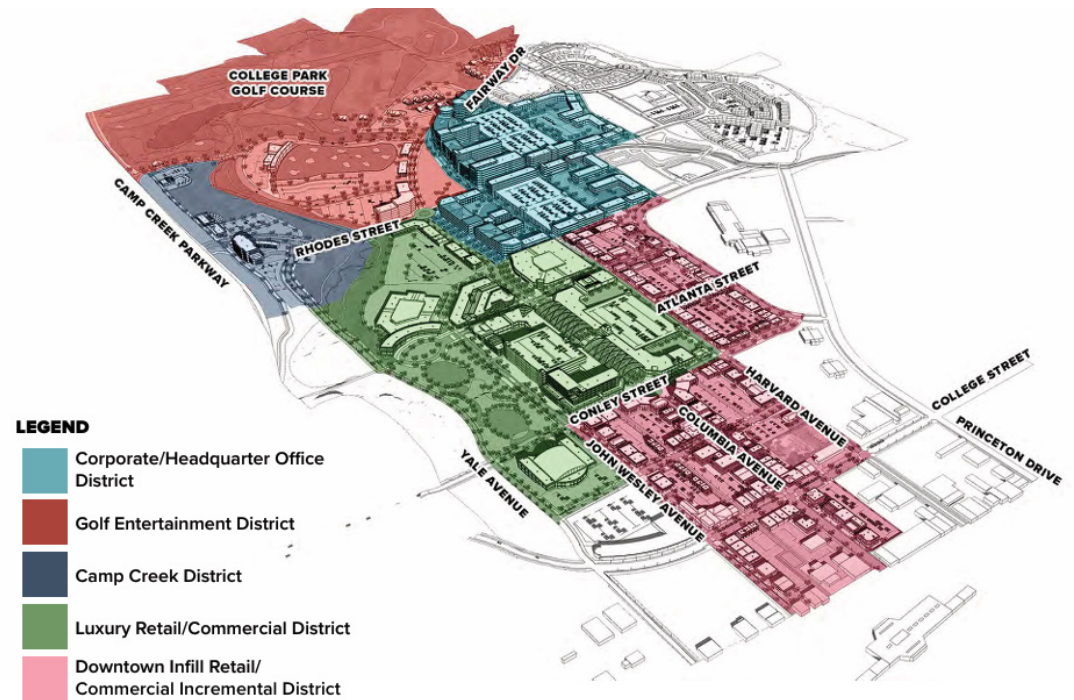 COLLEGE PARK
GOLF COURSE
FAIRWAY DR
CAMP CREEK PARKWAY
RHODES STREET
ATLANTA STREET
HARVARD AVENUE
COLLEGE STREET
CONLEY STREET
COLUMBIA AVENUE
PRINCETON DRIVE
JOHN WESLEY AVENUE
YALE AVENUE
LEGEND
Corporate/Headquarter Office
District
Golf Entertainment District
Camp Creek District
Luxury Retail/Commercial District
Downtown Infill Retail/
Commercial Incremental District